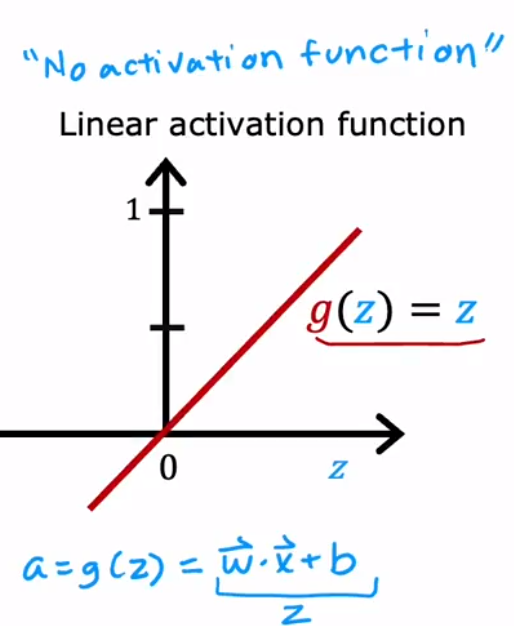 "No activation function"
Linear activation function
1
g(z) = z
0
z
a = g(z) = w⃗ · x⃗ + b
z